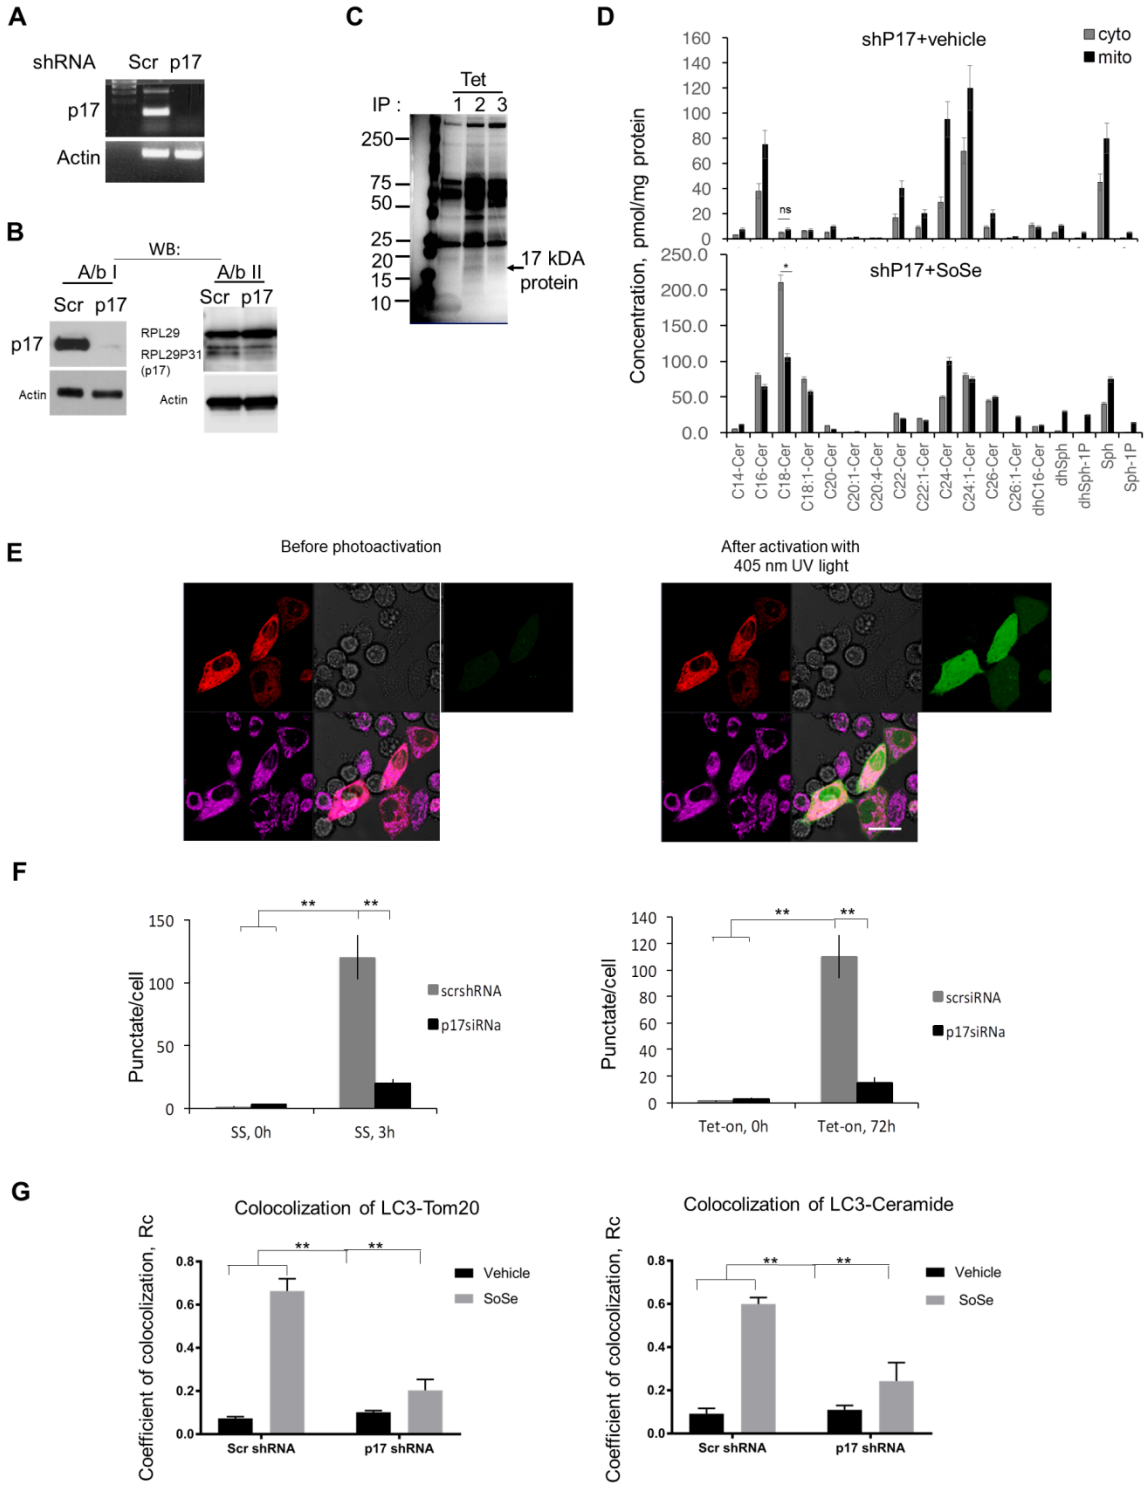 A
shRNA Scr p17
p17
Actin
B
WB:
A/b I A/b II
Scr p17 Scr p17
p17
RPL29
RPL29P31
(p17)
Actin Actin
C
Tet
IP : 1 2 3
250
75
50
25
20
15
10
17 kDA
protein
D
Concentration, pmol/mg protein
shP17+vehicle
cyto
mito
160
140
120
100
80
60
40
20
0
ns
shP17+SoSe
250.0
200.0
150.0
100.0
50.0
0.0
*
C14-Cer
C16-Cer
C18-Cer
C18:1-Cer
C20-Cer
C20:1-Cer
C20:4-Cer
C22-Cer
C22:1-Cer
C24-Cer
C24:1-Cer
C26-Cer
C26:1-Cer
dhC16-Cer
dhSph
dhSph-1P
Sph
Sph-1P
E
Before photoactivation
After activation with
405 nm UV light
F
Punctate/cell
150
100
50
0
** **
scrshRNA
p17siRNa
SS, 0h SS, 3h
Punctate/cell
140
120
100
80
60
40
20
0
** **
scrsiRNA
p17siRNa
Tet-on, 0h Tet-on, 72h
G
Colocolization of LC3-Tom20
Coefficient of colocolization, Rc
0.8
0.6
0.4
0.2
0.0
** **
Vehicle
SoSe
Scr shRNA p17 shRNA
Colocolization of LC3-Ceramide
Coefficient of colocolization, Rc
0.8
0.6
0.4
0.2
0.0
** **
Vehicle
SoSe
Scr shRNA p17 shRNA